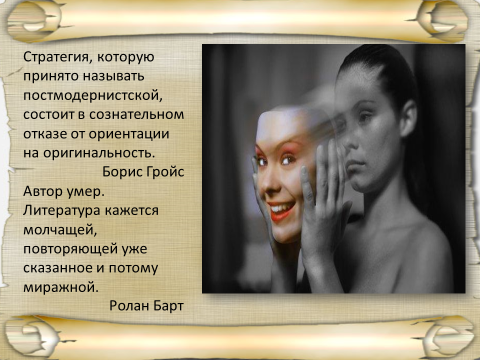 Стратегия, которую
принято называть
постмодернистской,
состоит в сознательном
отказе от ориентации
на оригинальность.
Борис Гройс
Автор умер.
Литература кажется
молчащей,
повторяющей уже
сказанное и потому
миражной.
Ролан Барт